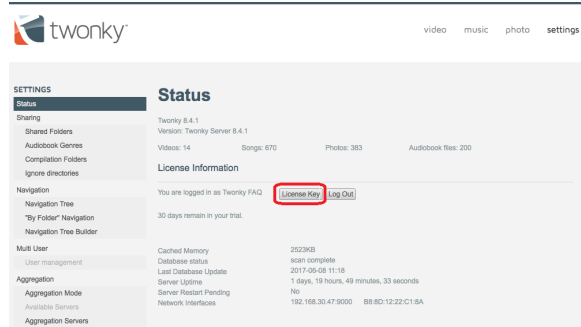 twonky
video music photo settings
SETTINGS
Status
Sharing
Shared Folders
Audiobook Genres
Compilation Folders
Ignore directories
Navigation
Navigation Tree
"By Folder" Navigation
Navigation Tree Builder
Multi User
User management
Aggregation
Aggregation Mode
Available Servers
Aggregation Servers
Status
Twonky 8.4.1
Version: Twonky Server 8.4.1
Videos: 14 Songs: 670 Photos: 383 Audiobook files: 200
License Information
You are logged in as Twonky FAQ License Key Log Out
30 days remain in your trial.
Cached Memory 2523KB
Database status scan complete
Last Database Update 2017-06-08 11:18
Server Uptime 1 days, 19 hours, 49 minutes, 33 seconds
Server Restart Pending No
Network Interfaces 192.168.30.47:9000 B8:8D:12:22:C1:8A